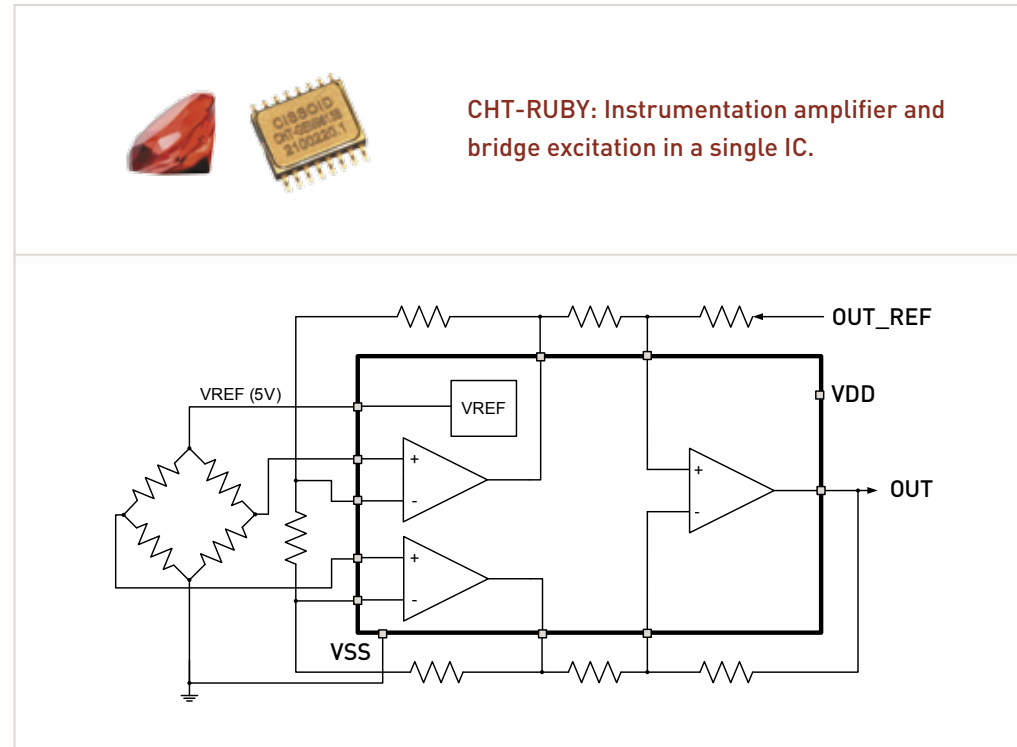 CISSOID
CHT-RUBY: Instrumentation amplifier and
bridge excitation in a single IC.
OUT_REF
VREF (5V)
VREF
VDD
+
-
+
-
OUT
+
-
VSS